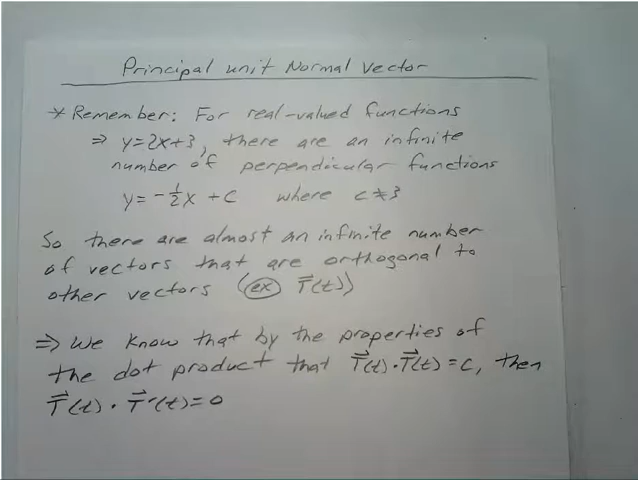 Principal unit Normal Vector
* Remember: For real-valued functions
⇒ y=2x+3, there are an infinite
number of perpendicular functions
y = -1/2x + C where c≠3
So there are almost an infinite number
of vectors that are orthogonal to
other vectors (ex T⃗(t))
⇒ We know that by the properties of
the dot product that T⃗(t)·T⃗(t)=c, then
T⃗(t) · T⃗'(t)=0